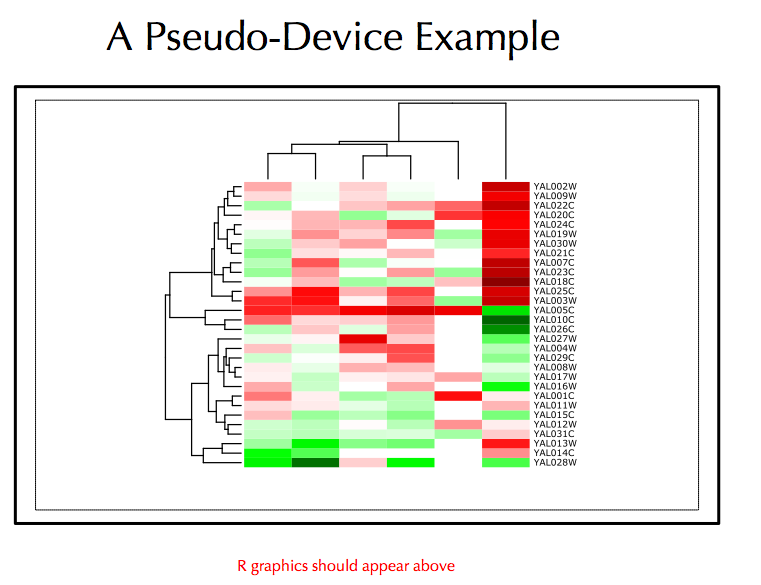 A Pseudo-Device Example
YAL002W
YAL009W
YAL022C
YAL020C
YAL024C
YAL019W
YAL030W
YAL021C
YAL007C
YAL023C
YAL018C
YAL025C
YAL003W
YAL005C
YAL010C
YAL026C
YAL027W
YAL004W
YAL029C
YAL008W
YAL017W
YAL016W
YAL001C
YAL011W
YAL015C
YAL012W
YAL031C
YAL013W
YAL014C
YAL028W
R graphics should appear above